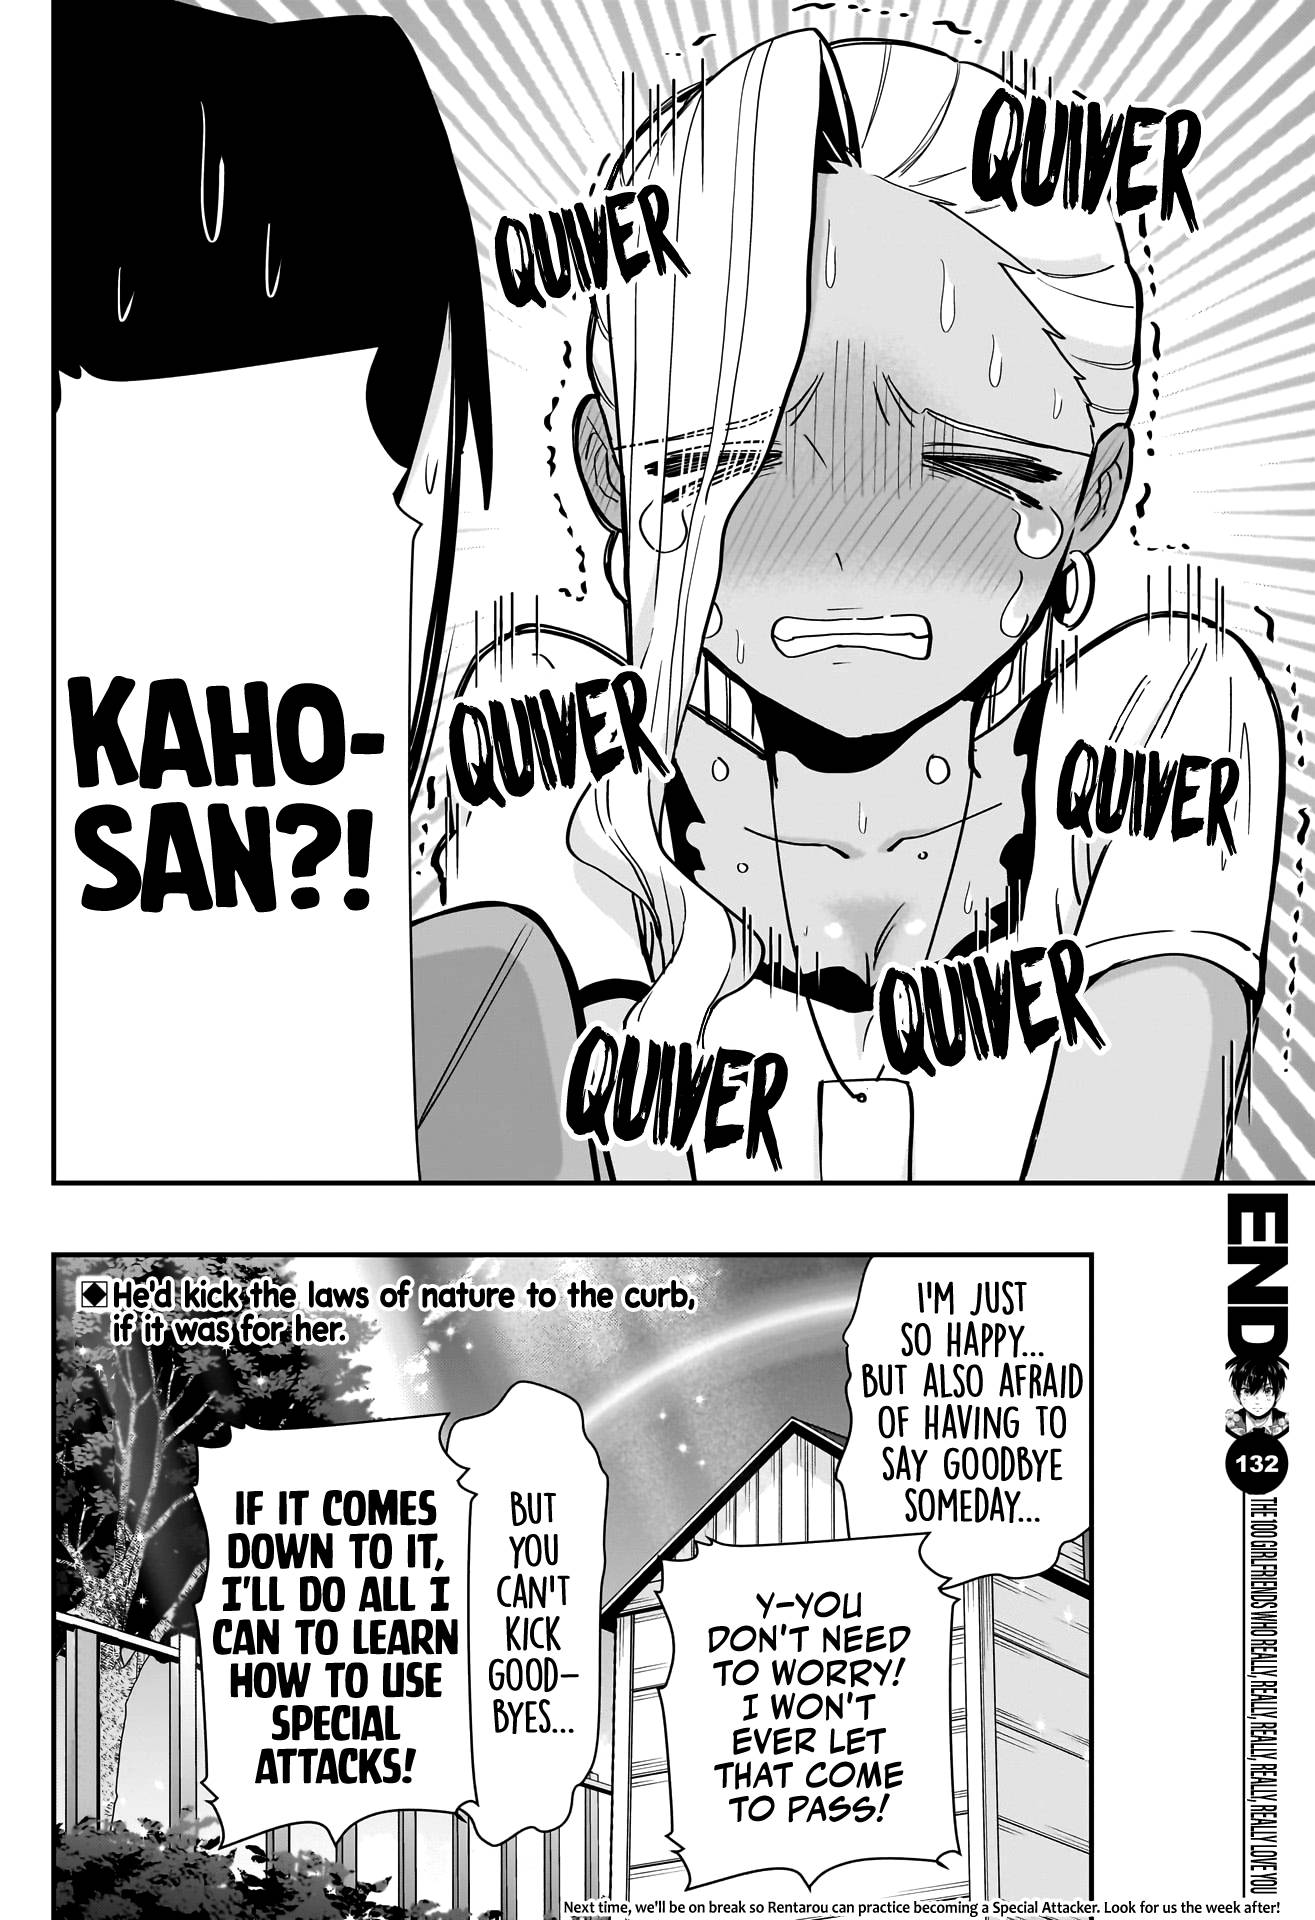 QUIVER
QUIVER
QUIVER
QUIVER
QUIVER
QUIVER
KAHO-
SAN?!
I'M JUST
SO HAPPY...
BUT ALSO AFRAID
OF HAVING TO
SAY GOODBYE
SOMEDAY...
Y-YOU
DON'T NEED
TO WORRY!
I WON'T
EVER LET
THAT COME
TO PASS!
BUT
YOU
CAN'T
KICK
GOOD-
BYES...
IF IT COMES
DOWN TO IT,
I'LL DO ALL I
CAN TO LEARN
HOW TO USE
SPECIAL
ATTACKS!
He'd kick the laws of nature to the curb,
if it was for her.
END
132
THE 100 GIRLFRIENDS WHO REALLY, REALLY, REALLY, REALLY, REALLY LOVE YOU
Next time, we'll be on break so Rentarou can practice becoming a Special Attacker. Look for us the week after!